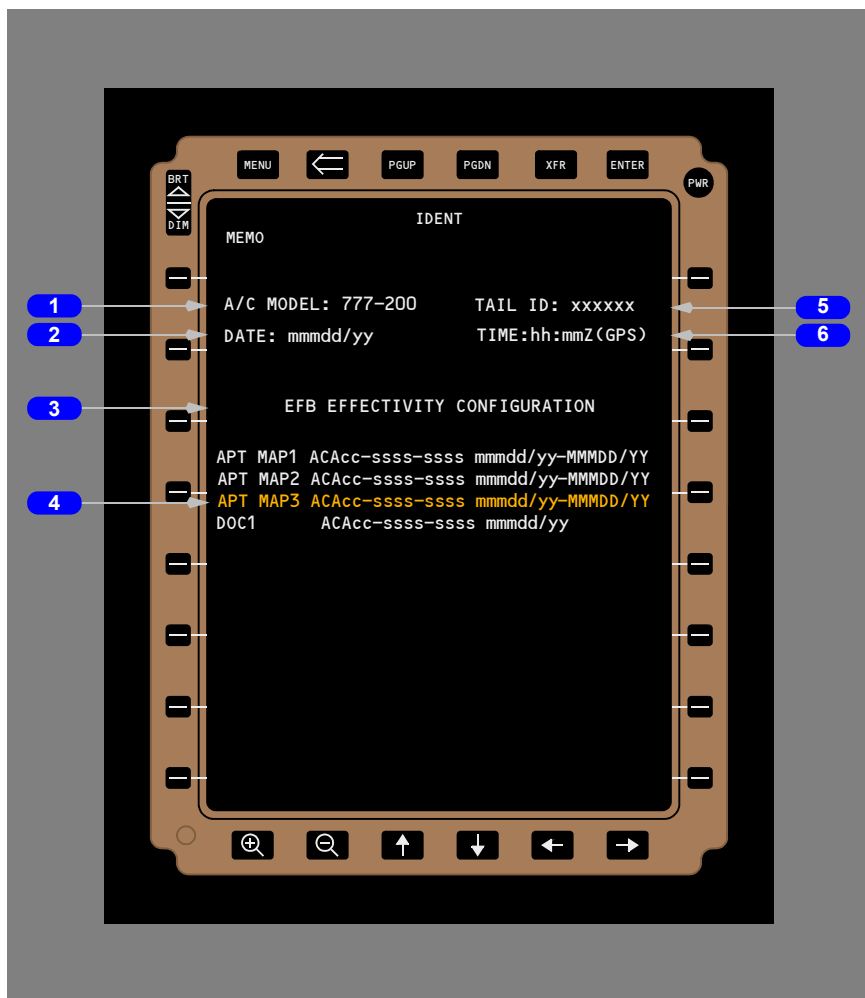 MENU PGUP PGDN XFR ENTER
BRT
PWR
DIM
IDENT
MEMO
1 A/C MODEL: 777-200 TAIL ID: xxxxxx 5
2 DATE: mmmdd/yy TIME:hh:mmZ(GPS) 6
3 EFB EFFECTIVITY CONFIGURATION
APT MAP1 ACAcc-ssss-ssss mmmdd/yy-MMMDD/YY
APT MAP2 ACAcc-ssss-ssss mmmdd/yy-MMMDD/YY
4 APT MAP3 ACAcc-ssss-ssss mmmdd/yy-MMMDD/YY
DOC1 ACAcc-ssss-ssss mmmdd/yy